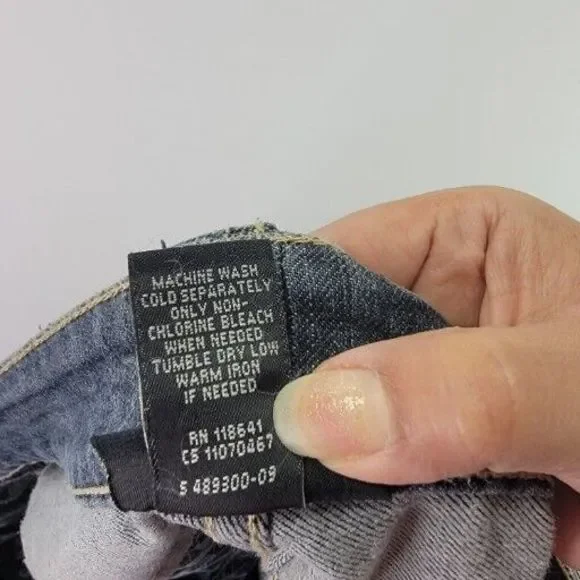 MACHINE WASH
COLD SEPARATELY
ONLY NON-
CHLORINE BLEACH
WHEN NEEDED
TUMBLE DRY LOW
WARM IRON
IF NEEDED
RN 118641
CS 11070467
S 489300-09